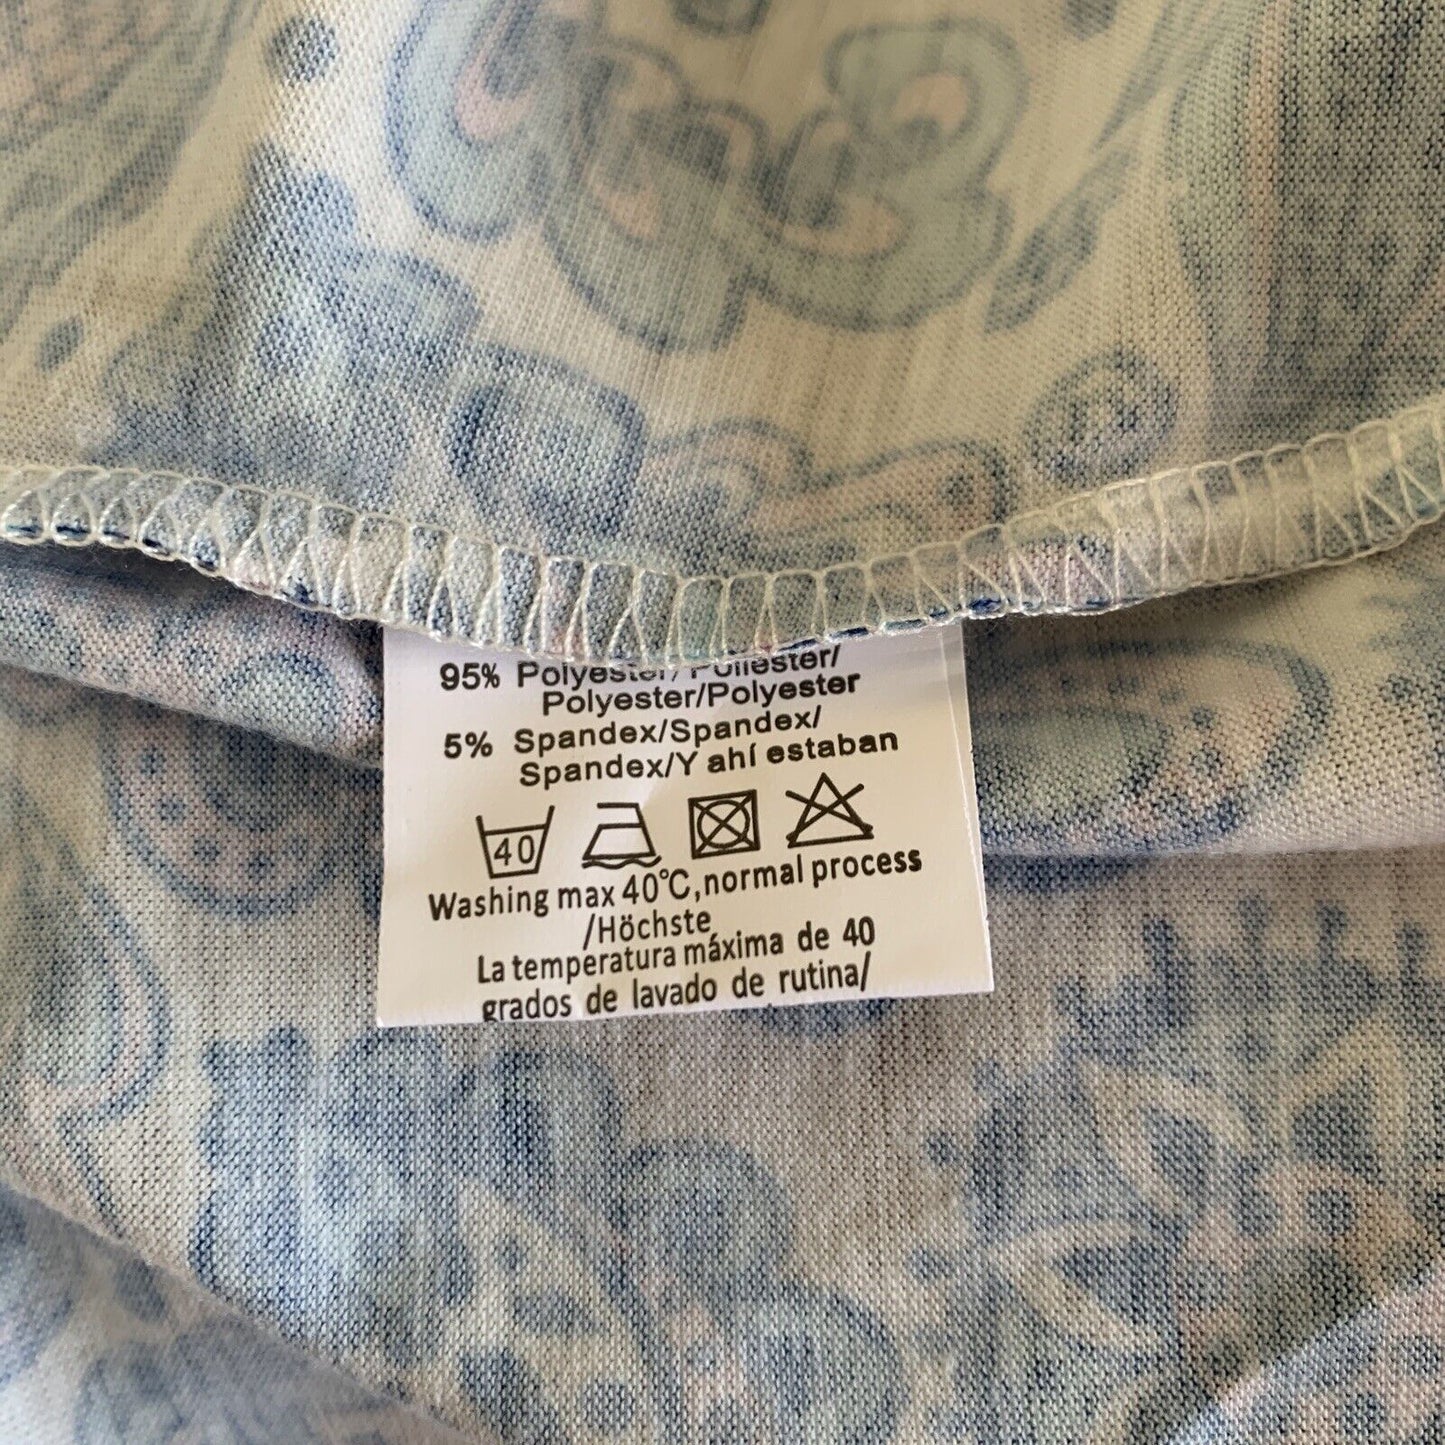 95% Polyester/Poliester/
Polyester/Polyester
5% Spandex/Spandex/
Spandex/Y ahí estaban
40
Washing max 40°C,normal process
/Höchste,
La temperatura máxima de 40
grados de lavado de rutina/